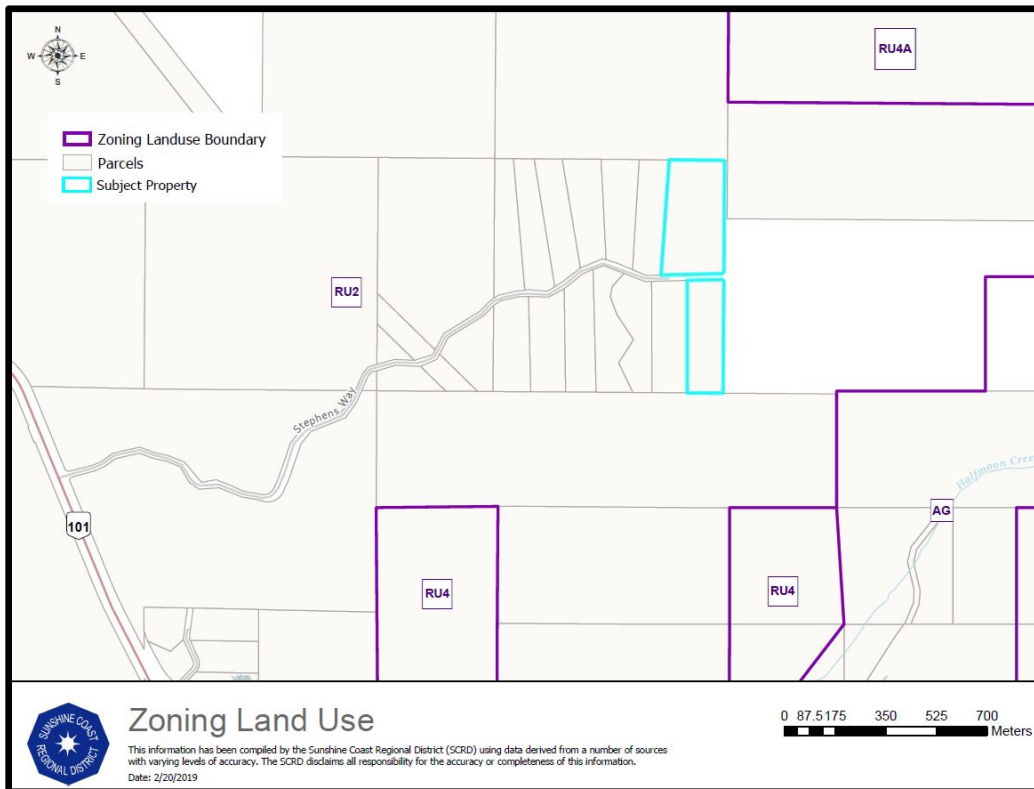 N
W E
S
RU4A
Zoning Landuse Boundary
Parcels
Subject Property
RU2
Stephens Way
Halfmoon Cree
101
AG
RU4
RU4
SUNSHINE COAST
REGIONAL DISTRICT
Zoning Land Use
This information has been compiled by the Sunshine Coast Regional District (SCRD) using data derived from a number of sources
with varying levels of accuracy. The SCRD disclaims all responsibility for the accuracy or completeness of this information.
Date: 2/20/2019
0 87.5175 350 525 700
Meters